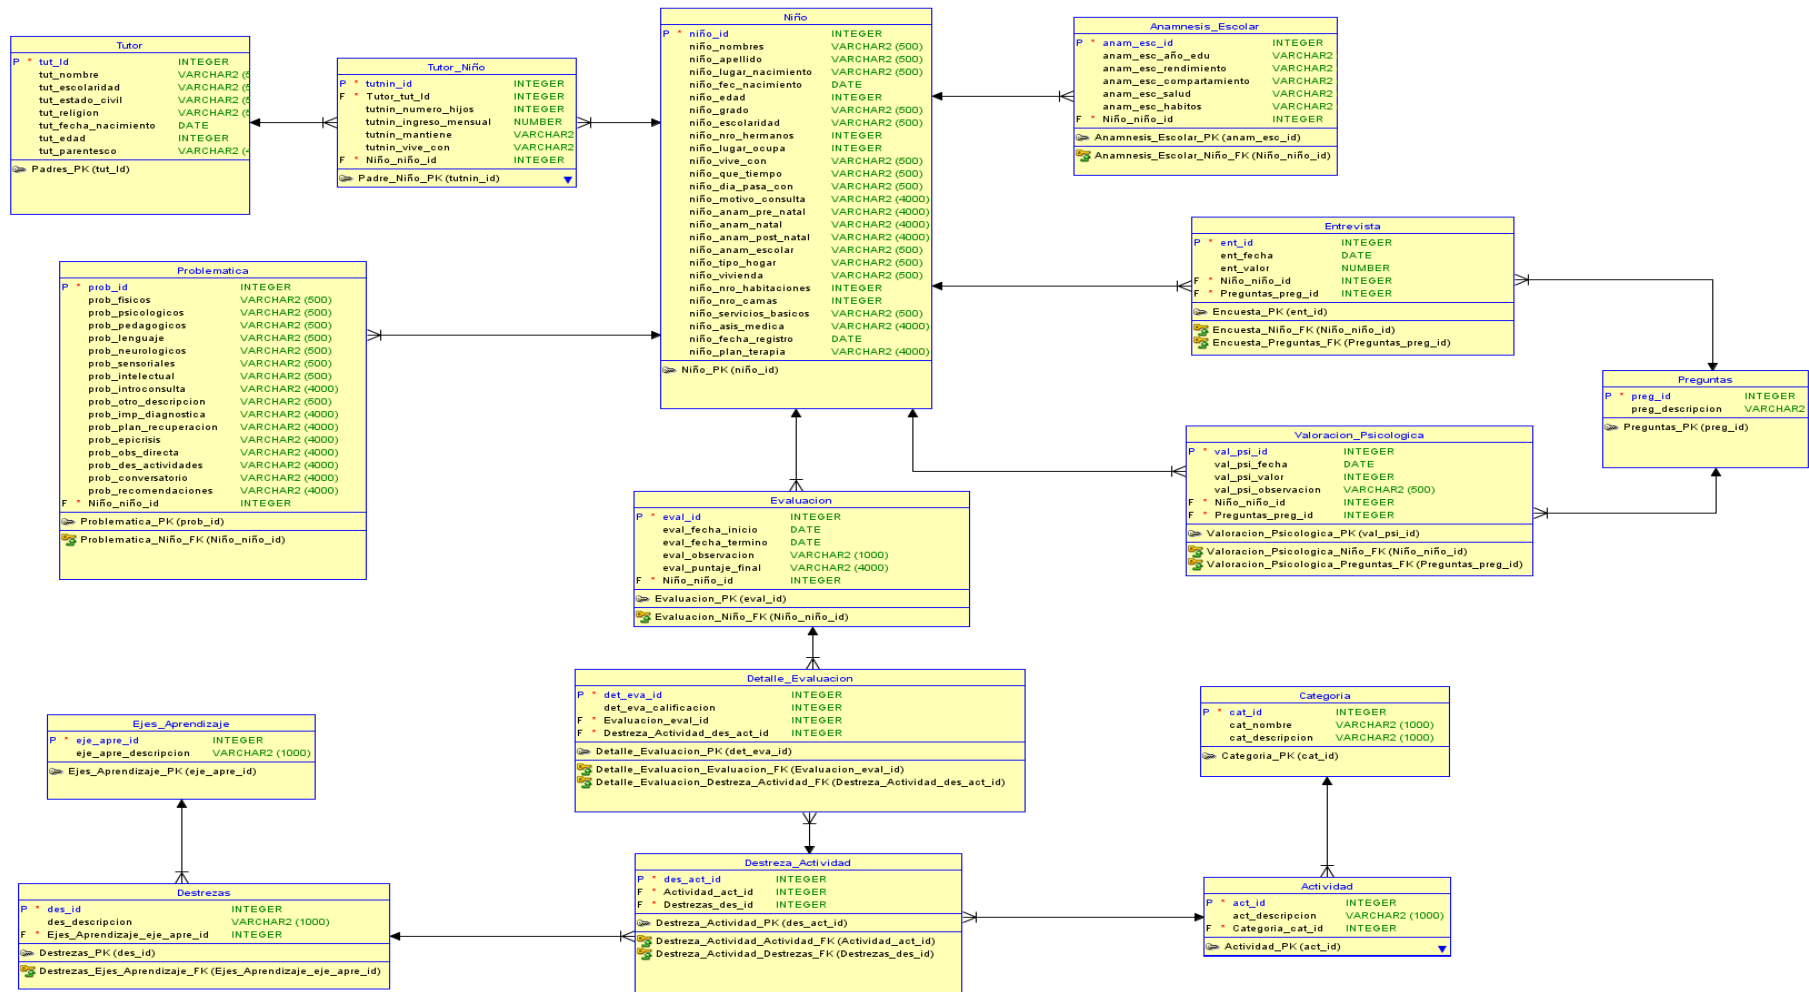 Tutor
P * tut_Id INTEGER
tut_nombre VARCHAR2 (5
tut_escolaridad VARCHAR2 (5
tut_estado_civil VARCHAR2 (5
tut_religion VARCHAR2 (5
tut_fecha_nacimiento DATE
tut_edad INTEGER
tut_parentesco VARCHAR2 (4
Padres_PK (tut_Id)
Tutor_Niño
P * tutnin_id INTEGER
F * Tutor_tut_Id INTEGER
tutnin_numero_hijos INTEGER
tutnin_ingreso_mensual NUMBER
tutnin_mantiene VARCHAR2
tutnin_vive_con VARCHAR2
F * Niño_niño_id INTEGER
Padre_Niño_PK (tutnin_id)
Niño
P * niño_id INTEGER
niño_nombres VARCHAR2 (500)
niño_apellido VARCHAR2 (500)
niño_lugar_nacimiento VARCHAR2 (500)
niño_fec_nacimiento DATE
niño_edad INTEGER
niño_grado VARCHAR2 (500)
niño_escolaridad VARCHAR2 (500)
niño_nro_hermanos INTEGER
niño_lugar_ocupa INTEGER
niño_vive_con VARCHAR2 (500)
niño_que_tiempo VARCHAR2 (500)
niño_dia_pasa_con VARCHAR2 (500)
niño_motivo_consulta VARCHAR2 (4000)
niño_anam_pre_natal VARCHAR2 (4000)
niño_anam_natal VARCHAR2 (4000)
niño_anam_post_natal VARCHAR2 (4000)
niño_anam_escolar VARCHAR2 (500)
niño_tipo_hogar VARCHAR2 (500)
niño_vivienda VARCHAR2 (500)
niño_nro_habitaciones INTEGER
niño_nro_camas INTEGER
niño_servicios_basicos VARCHAR2 (500)
niño_asis_medica VARCHAR2 (4000)
niño_fecha_registro DATE
niño_plan_terapia VARCHAR2 (4000)
Niño_PK (niño_id)
Anamnesis_Escolar
P * anam_esc_id INTEGER
anam_esc_año_edu VARCHAR2
anam_esc_rendimiento VARCHAR2
anam_esc_compartamiento VARCHAR2
anam_esc_salud VARCHAR2
anam_esc_habitos VARCHAR2
F * Niño_niño_id INTEGER
Anamnesis_Escolar_PK (anam_esc_id)
Anamnesis_Escolar_Niño_FK (Niño_niño_id)
Entrevista
P * ent_id INTEGER
ent_fecha DATE
ent_valor NUMBER
F * Niño_niño_id INTEGER
F * Preguntas_preg_id INTEGER
Encuesta_PK (ent_id)
Encuesta_Niño_FK (Niño_niño_id)
Encuesta_Preguntas_FK (Preguntas_preg_id)
Problematica
P * prob_id INTEGER
prob_fisicos VARCHAR2 (500)
prob_psicologicos VARCHAR2 (500)
prob_pedagogicos VARCHAR2 (500)
prob_lenguaje VARCHAR2 (500)
prob_neurologicos VARCHAR2 (500)
prob_sensoriales VARCHAR2 (500)
prob_intelectual VARCHAR2 (500)
prob_introconsulta VARCHAR2 (4000)
prob_otro_descripcion VARCHAR2 (500)
prob_imp_diagnostica VARCHAR2 (4000)
prob_plan_recuperacion VARCHAR2 (4000)
prob_epicrisis VARCHAR2 (4000)
prob_obs_directa VARCHAR2 (4000)
prob_des_actividades VARCHAR2 (4000)
prob_conversatorio VARCHAR2 (4000)
prob_recomendaciones VARCHAR2 (4000)
F * Niño_niño_id INTEGER
Problematica_PK (prob_id)
Problematica_Niño_FK (Niño_niño_id)
Preguntas
P * preg_id INTEGER
preg_descripcion VARCHAR2
Preguntas_PK (preg_id)
Valoracion_Psicologica
P * val_psi_id INTEGER
val_psi_fecha DATE
val_psi_valor INTEGER
val_psi_observacion VARCHAR2 (500)
F * Niño_niño_id INTEGER
F * Preguntas_preg_id INTEGER
Valoracion_Psicologica_PK (val_psi_id)
Valoracion_Psicologica_Niño_FK (Niño_niño_id)
Valoracion_Psicologica_Preguntas_FK (Preguntas_preg_id)
Evaluacion
P * eval_id INTEGER
eval_fecha_inicio DATE
eval_fecha_termino DATE
eval_observacion VARCHAR2 (1000)
eval_puntaje_final VARCHAR2 (4000)
F * Niño_niño_id INTEGER
Evaluacion_PK (eval_id)
Evaluacion_Niño_FK (Niño_niño_id)
Detalle_Evaluacion
P * det_eva_id INTEGER
det_eva_calificacion INTEGER
F * Evaluacion_eval_id INTEGER
F * Destreza_Actividad_des_act_id INTEGER
Detalle_Evaluacion_PK (det_eva_id)
Detalle_Evaluacion_Evaluacion_FK (Evaluacion_eval_id)
Detalle_Evaluacion_Destreza_Actividad_FK (Destreza_Actividad_des_act_id)
Categoria
P * cat_id INTEGER
cat_nombre VARCHAR2 (1000)
cat_descripcion VARCHAR2 (1000)
Categoria_PK (cat_id)
Ejes_Aprendizaje
P * eje_apre_id INTEGER
eje_apre_descripcion VARCHAR2 (1000)
Ejes_Aprendizaje_PK (eje_apre_id)
Destrezas
P * des_id INTEGER
des_descripcion VARCHAR2 (1000)
F * Ejes_Aprendizaje_eje_apre_id INTEGER
Destrezas_PK (des_id)
Destrezas_Ejes_Aprendizaje_FK (Ejes_Aprendizaje_eje_apre_id)
Destreza_Actividad
P * des_act_id INTEGER
F * Actividad_act_id INTEGER
F * Destrezas_des_id INTEGER
Destreza_Actividad_PK (des_act_id)
Destreza_Actividad_Actividad_FK (Actividad_act_id)
Destreza_Actividad_Destrezas_FK (Destrezas_des_id)
Actividad
P * act_id INTEGER
act_descripcion VARCHAR2 (1000)
F * Categoria_cat_id INTEGER
Actividad_PK (act_id)